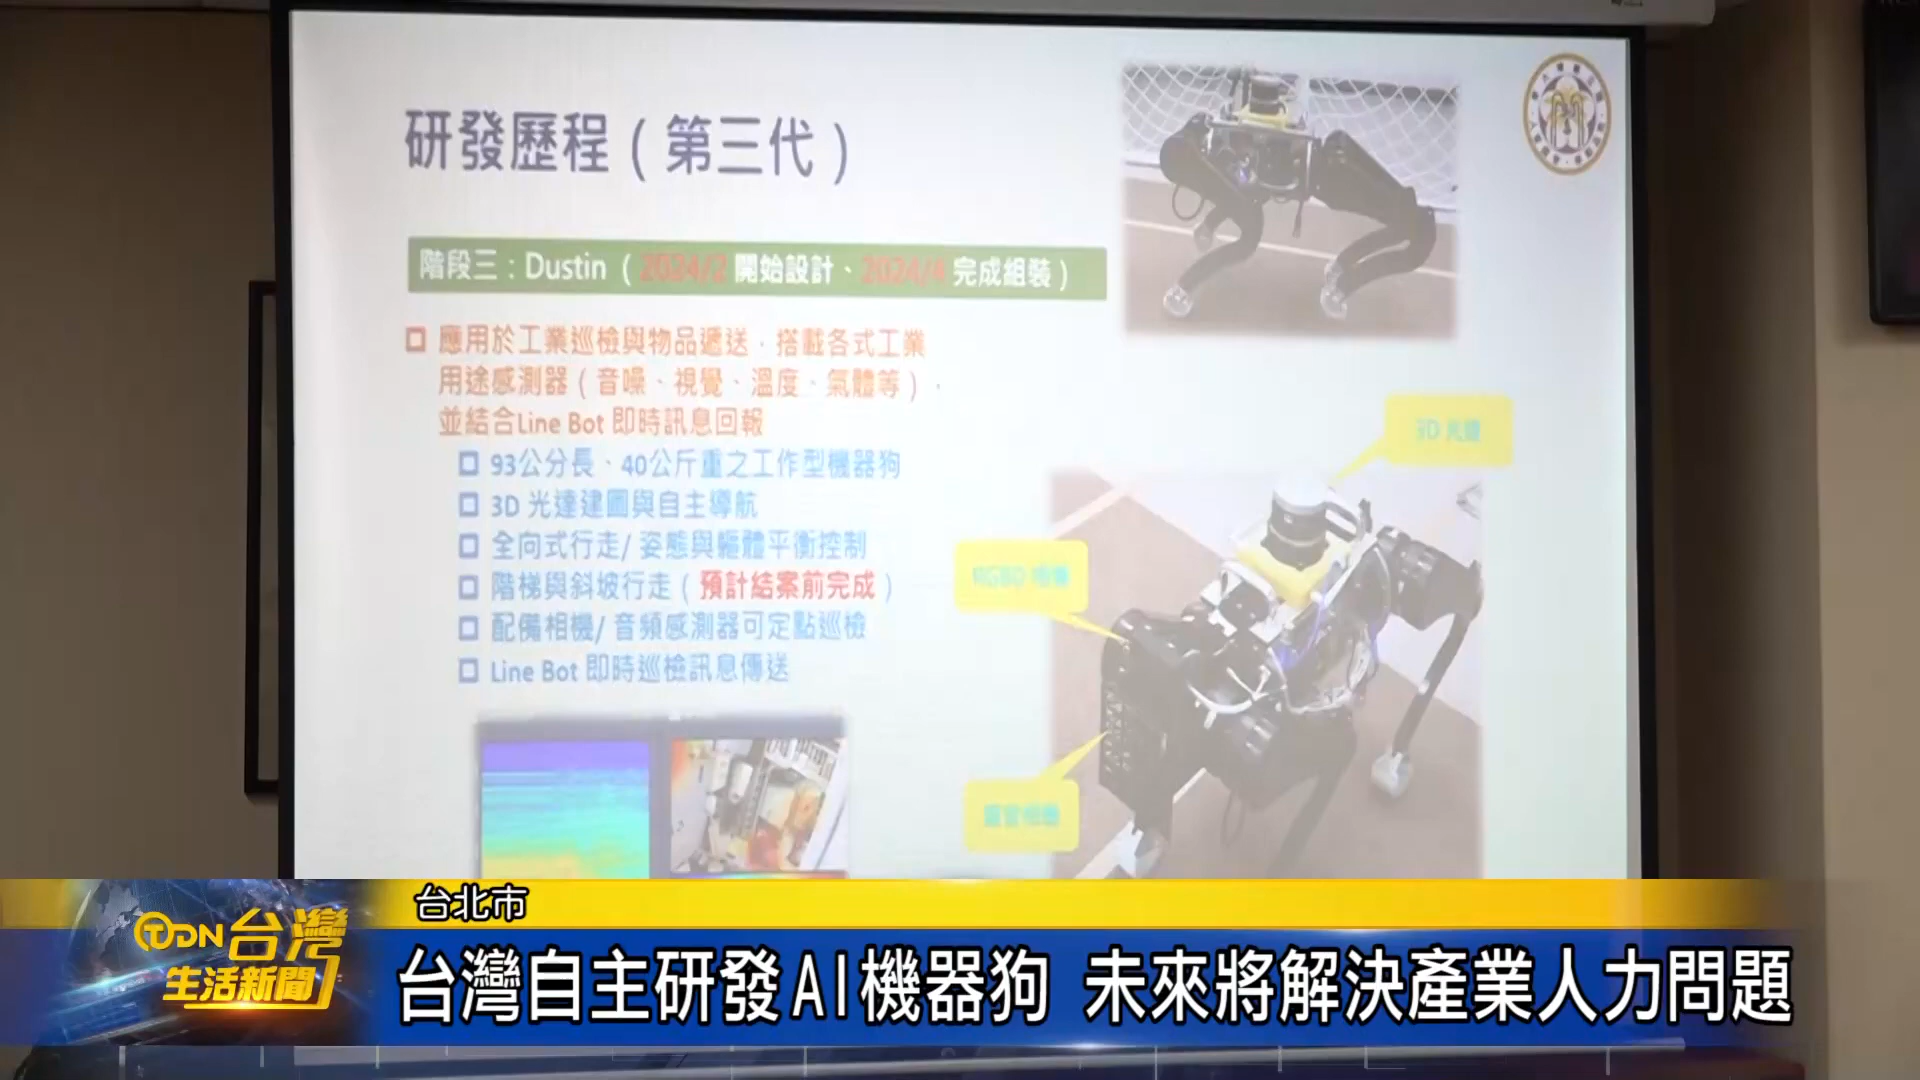 研發歷程(第三代)
階段三:Dustin(2024/2 開始設計、2024/4 完成組裝)
應用於工業巡檢與物品遞送,搭載各式工業
用途感測器(音噪、視覺、溫度、氣體等),
並結合Line Bot 即時訊息回報
93公分長、40公斤重之工作型機器狗
3D 光達建圖與自主導航
全向式行走/ 姿態與軀體平衡控制
階梯與斜坡行走(預計結案前完成)
配備相機/ 音頻感測器可定點巡檢
Line Bot 即時巡檢訊息傳送
3D 光達
RGBD 相機
台北市
TDN台灣
生活新聞
台灣自主研發AI機器狗 未來將解決產業人力問題